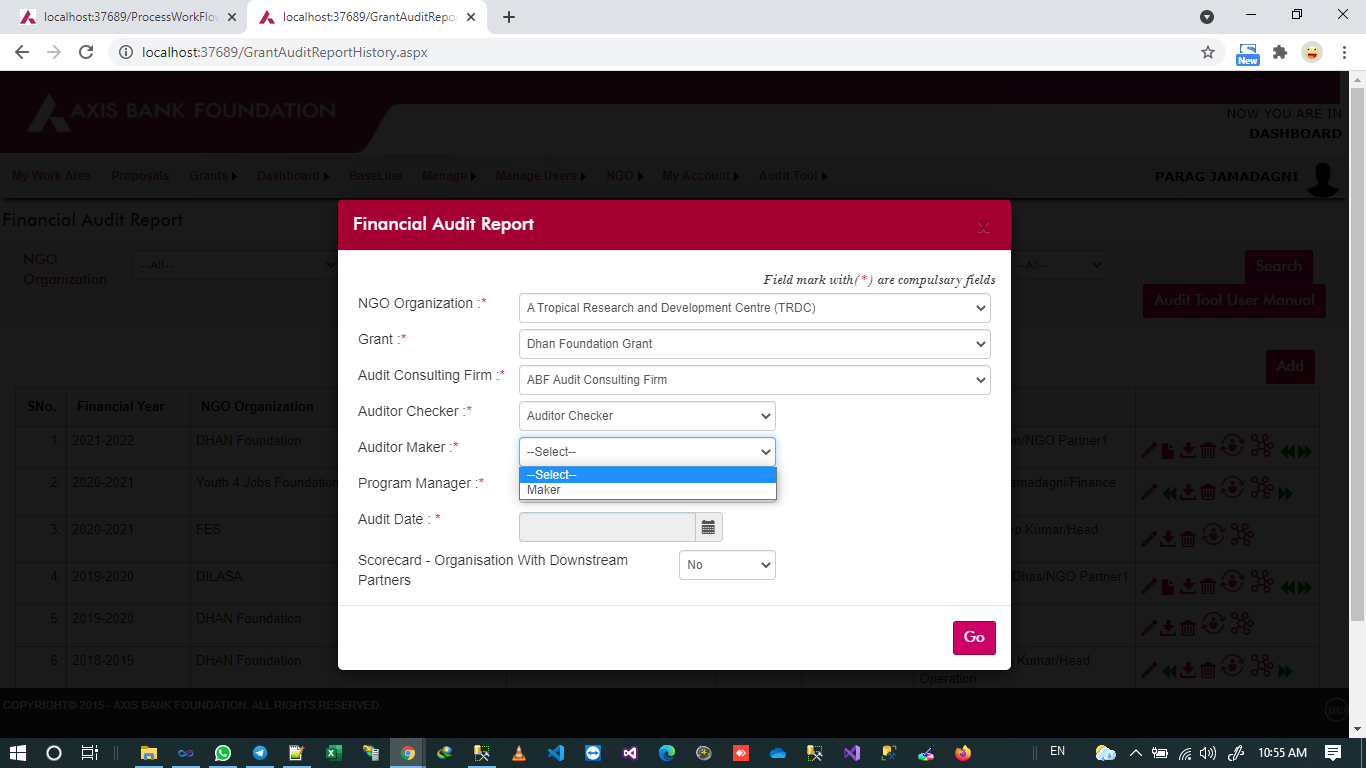 localhost:37689/ProcessWorkFlo
localhost:37689/GrantAuditRepo
localhost:37689/GrantAuditReportHistory.aspx
New
AXIS BANK FOUNDATION
NOW YOU ARE IN
DASHBOARD
My Work Area Proposals Grants Dashboard BaseLine Manage Manage Users NGO My Account Audit Tool
PARAG JAMADAGNI
Financial Audit Report
NGO
Organization :
--All--
--All--
Search
Audit Tool User Manual
Add
Financial Audit Report
x
Field mark with(*) are compulsary fields
NGO Organization :*
A Tropical Research and Development Centre (TRDC)
Grant :*
Dhan Foundation Grant
Audit Consulting Firm :*
ABF Audit Consulting Firm
Auditor Checker :*
Auditor Checker
Auditor Maker :*
--Select--
--Select--
Maker
Program Manager :*
Audit Date : *
Scorecard - Organisation With Downstream
Partners
No
Go
SNo. Financial Year NGO Organization
1. 2021-2022 DHAN Foundation
n/NGO Partner1
2. 2020-2021 Youth 4 Jobs Foundation
amadagni/Finance
3. 2020-2021 FES
p Kumar/Head
4. 2019-2020 DILASA
Dhas/NGO Partner1
5. 2019-2020 DHAN Foundation
6. 2018-2019 DHAN Foundation
Kumar/Head
Operation
COPYRIGHT© 2015 - AXIS BANK FOUNDATION. ALL RIGHTS RESERVED.
EN
10:55 AM